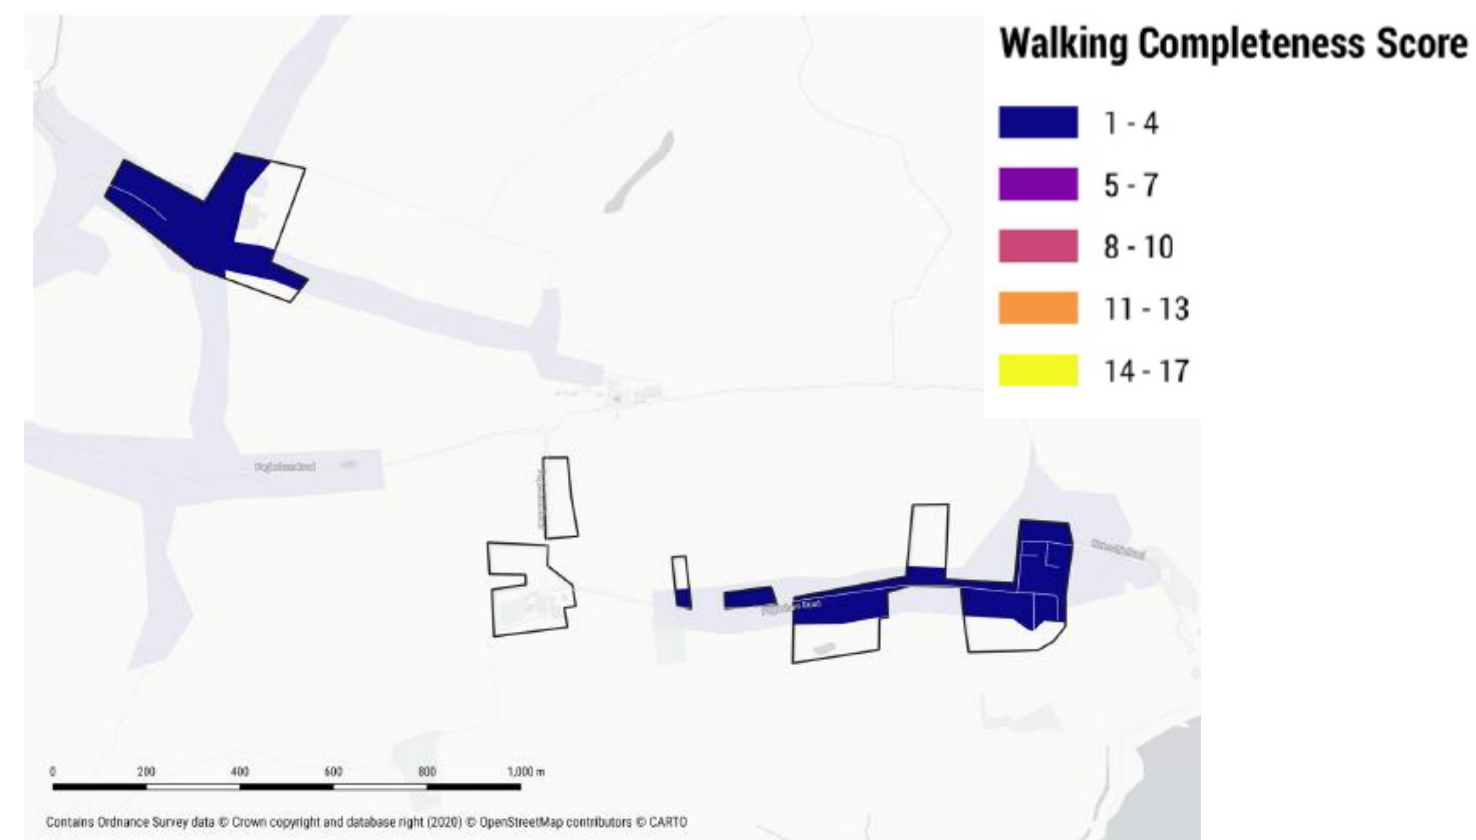 Walking Completeness Score
1 - 4
5 - 7
8 - 10
11 - 13
14 - 17
0 200 400 600 800 1,000 m
Contains Ordnance Survey data © Crown copyright and database right (2020) © OpenStreetMap contributors © CARTO